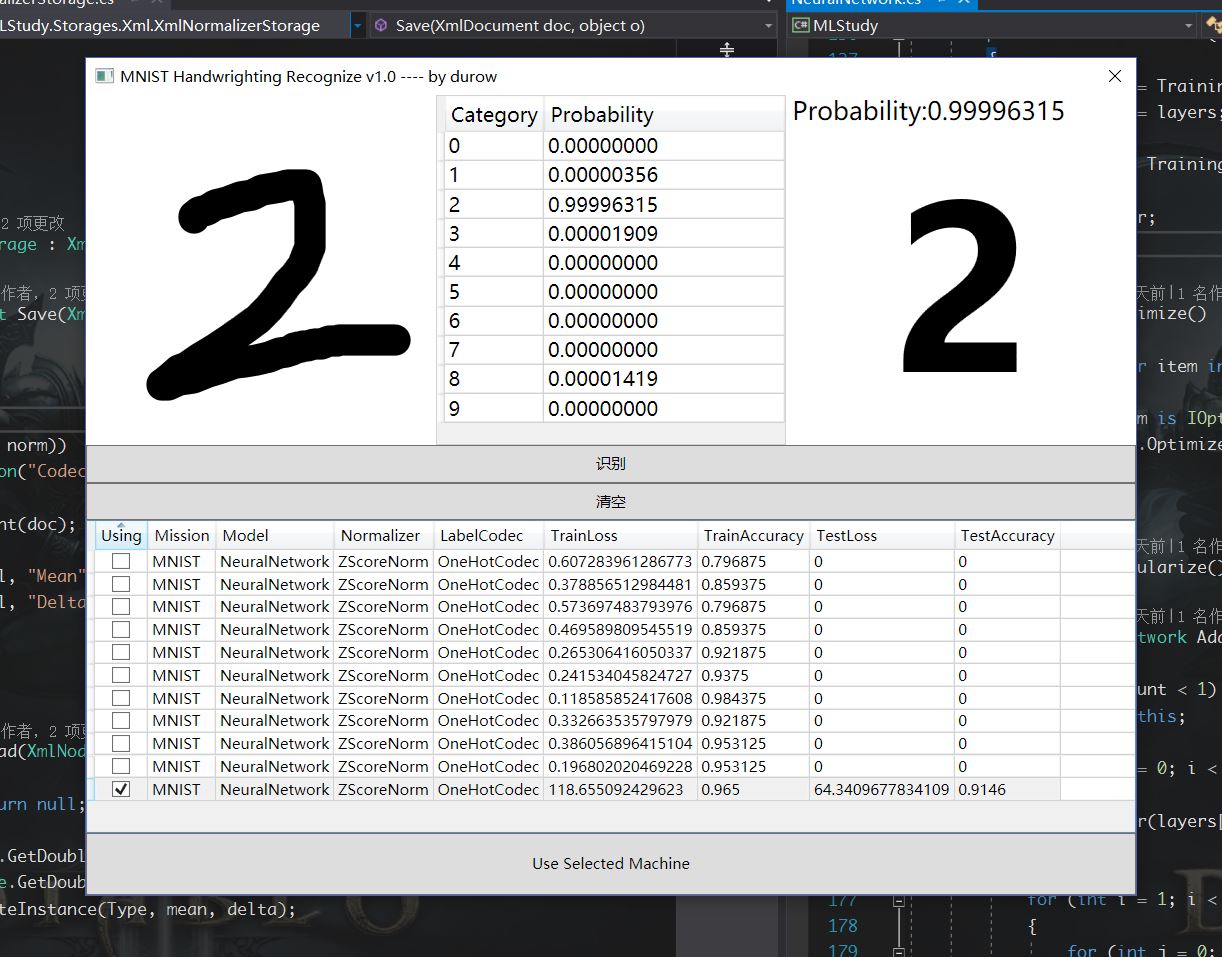 NeuralNetwork.cs
LStudy.Storages.Xml.XmlNormalizerStorage
Save(XmlDocument doc, object o)
MLStudy
MNIST Handwrighting Recognize v1.0 ---- by durow
Category Probability
0 0.00000000
1 0.00000356
2 0.99996315
3 0.00001909
4 0.00000000
5 0.00000000
6 0.00000000
7 0.00000000
8 0.00001419
9 0.00000000
Probability:0.99996315
2
2
识别
清空
Using Mission Model Normalizer LabelCodec TrainLoss TrainAccuracy TestLoss TestAccuracy
MNIST NeuralNetwork ZScoreNorm OneHotCodec 0.607283961286773 0.796875 0 0
MNIST NeuralNetwork ZScoreNorm OneHotCodec 0.378856512984481 0.859375 0 0
MNIST NeuralNetwork ZScoreNorm OneHotCodec 0.573697483793976 0.796875 0 0
MNIST NeuralNetwork ZScoreNorm OneHotCodec 0.469589809545519 0.859375 0 0
MNIST NeuralNetwork ZScoreNorm OneHotCodec 0.265306416050337 0.921875 0 0
MNIST NeuralNetwork ZScoreNorm OneHotCodec 0.241534045824727 0.9375 0 0
MNIST NeuralNetwork ZScoreNorm OneHotCodec 0.118585852417608 0.984375 0 0
MNIST NeuralNetwork ZScoreNorm OneHotCodec 0.332663535797979 0.921875 0 0
MNIST NeuralNetwork ZScoreNorm OneHotCodec 0.386056896415104 0.953125 0 0
MNIST NeuralNetwork ZScoreNorm OneHotCodec 0.196802020469228 0.953125 0 0
MNIST NeuralNetwork ZScoreNorm OneHotCodec 118.655092429623 0.965 64.3409677834109 0.9146
Use Selected Machine
2 项更改
rage : Xm
作者，2 项
t Save(Xm
norm))
on("Codec
nt(doc);
l, "Mean"
l, "Delta
作者，2 项
ad(XmlNod
urn null;
.GetDoubl
e.GetDoub
teInstance(Type, mean, delta);
= Trainin
= layers;
Training
r;
天前|1 名作
imize()
r item in
m is IOpt
.Optimize
天前|1 名作
ularize()
天前|1 名作
twork Add
unt < 1)
this;
= 0; i <
r(layers[
177 for (int i = 1; i <
178 {
179 for (int j = 0;